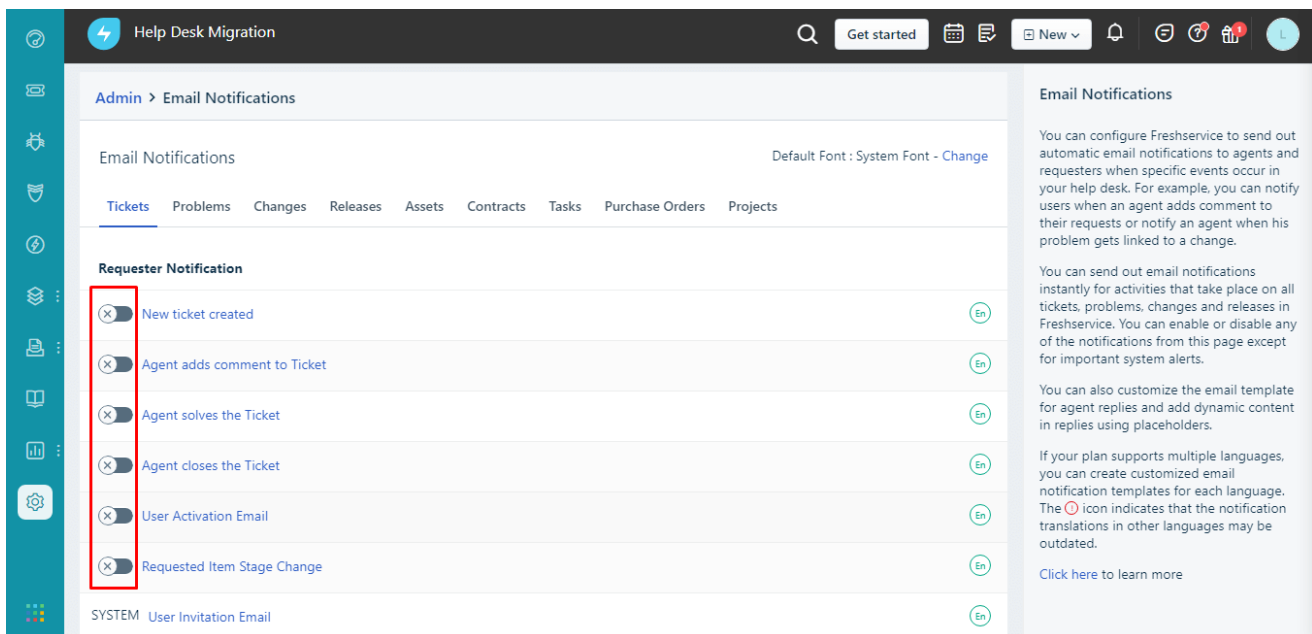 Help Desk Migration
Get started
New
1
L
Admin > Email Notifications
Email Notifications
Default Font : System Font - Change
Tickets Problems Changes Releases Assets Contracts Tasks Purchase Orders Projects
Requester Notification
New ticket created
En
Agent adds comment to Ticket
En
Agent solves the Ticket
En
Agent closes the Ticket
En
User Activation Email
En
Requested Item Stage Change
En
SYSTEM User Invitation Email
En
Email Notifications
You can configure Freshservice to send out
automatic email notifications to agents and
requesters when specific events occur in
your help desk. For example, you can notify
users when an agent adds comment to
their requests or notify an agent when his
problem gets linked to a change.
You can send out email notifications
instantly for activities that take place on all
tickets, problems, changes and releases in
Freshservice. You can enable or disable any
of the notifications from this page except
for important system alerts.
You can also customize the email template
for agent replies and add dynamic content
in replies using placeholders.
If your plan supports multiple languages,
you can create customized email
notification templates for each language.
The icon indicates that the notification
translations in other languages may be
outdated.
Click here to learn more